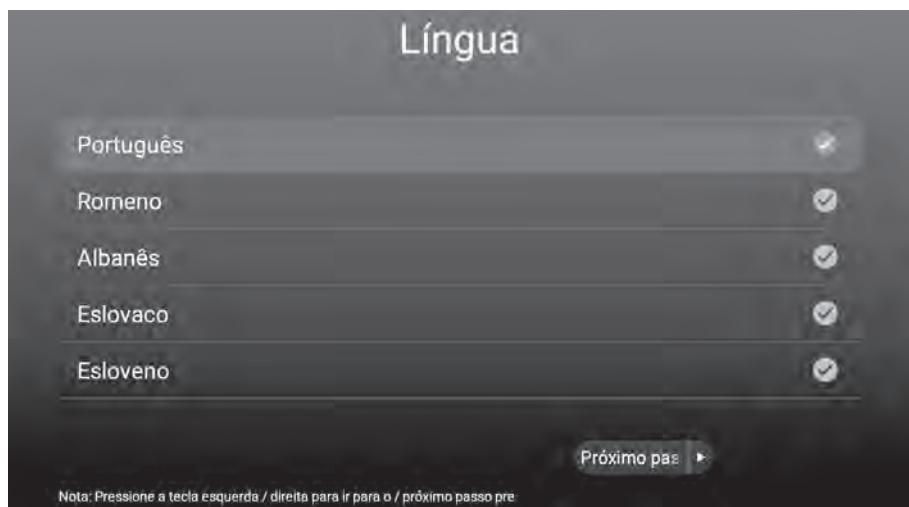 Língua
Português
Romeno
Albanês
Eslovaco
Esloveno
Próximo pas
Nota: Pressione a tecla esquerda / direita para ir para o / próximo passo pre